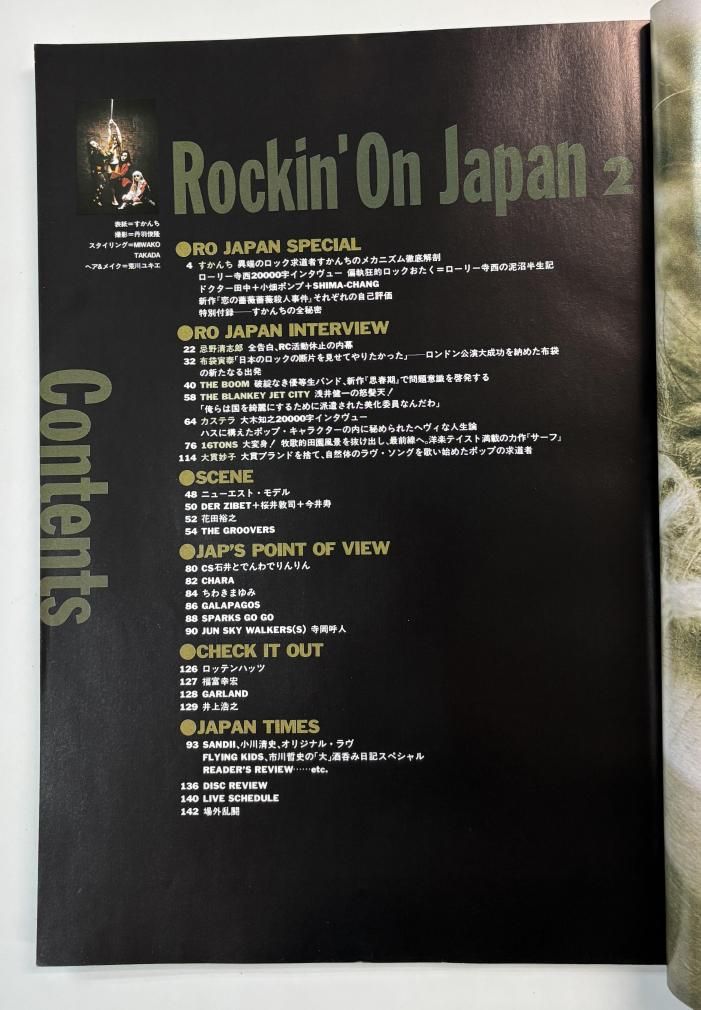 Rockin' On Japan 2
表紙＝すかんち
撮影＝丹羽俊隆
スタイリング＝MIWAKO
TAKADA
ヘア&メイク＝荒川ユキエ
Contents
●RO JAPAN SPECIAL
4 すかんち 異端のロック求道者すかんちのメカニズム徹底解剖
ローリー寺西20000字インタヴュー 偏執狂的ロックおたく＝ローリー寺西の泥沼半生記
ドクター田中＋小畑ポンプ＋SHIMA-CHANG
新作「恋の薔薇薔薇殺人事件」それぞれの自己評価
特別付録──すかんちの全秘密
●RO JAPAN INTERVIEW
22 忌野清志郎 全告白、RC活動休止の内幕
32 布袋寅泰「日本のロックの断片を見せてやりたかった」──ロンドン公演大成功を納めた布袋
の新たなる出発
40 THE BOOM 破綻なき優等生バンド、新作『思春期』で問題意識を啓発する
58 THE BLANKEY JET CITY 浅井健一の怒髪天！
「俺らは国を綺麗にするために派遣された美化委員なんだわ」
64 カステラ 大木知之20000字インタヴュー
ハスに構えたポップ・キャラクターの内に秘められたヘヴィな人生論
76 16TONS 大変身！ 牧歌的田園風景を抜け出し、最前線へ。洋楽テイスト満載の力作『サーフ』
114 大貫妙子 大貫ブランドを捨て、自然体のラヴ・ソングを歌い始めたポップの求道者
●SCENE
48 ニューエスト・モデル
50 DER ZIBET＋桜井敦司＋今井寿
52 花田裕之
54 THE GROOVERS
●JAP'S POINT OF VIEW
80 CS石井とでんわでりんりん
82 CHARA
84 ちわきまゆみ
86 GALAPAGOS
88 SPARKS GO GO
90 JUN SKY WALKERS(S) 寺岡呼人
●CHECK IT OUT
126 ロッテンハッツ
127 福富幸宏
128 GARLAND
129 井上浩之
●JAPAN TIMES
93 SANDII、小川清史、オリジナル・ラヴ
FLYING KIDS、市川哲史の「大」酒呑み日記スペシャル
READER'S REVIEW……etc.
136 DISC REVIEW
140 LIVE SCHEDULE
142 場外乱闘